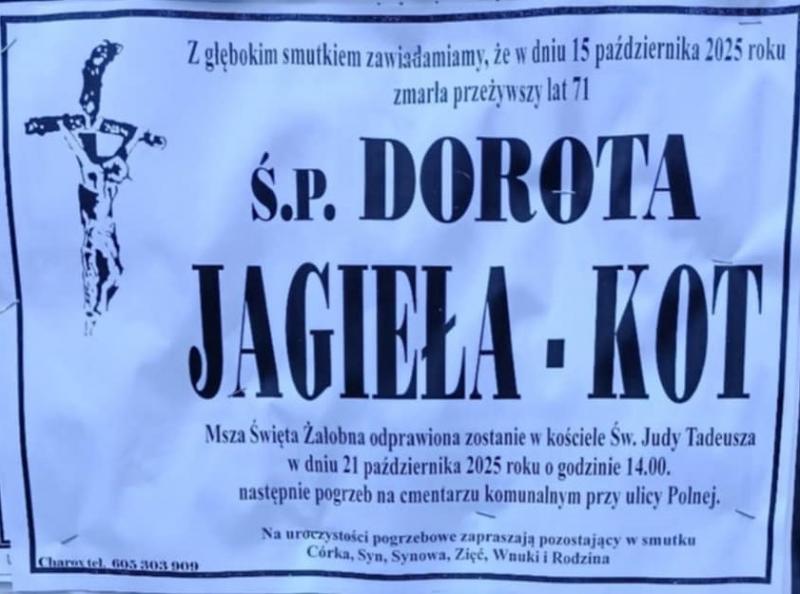 Z głębokim smutkiem zawiadamiamy, że w dniu 15 października 2025 roku
zmarła przeżywszy lat 71
Ś.P. DOROTA
JAGIEŁA - KOT
Msza Święta Żałobna odprawiona zostanie w kościele Św. Judy Tadeusza
w dniu 21 października 2025 roku o godzinie 14.00.
następnie pogrzeb na cmentarzu komunalnym przy ulicy Polnej.
Na uroczystości pogrzebowe zapraszają pozostający w smutku
Córka, Syn, Synowa, Zięć, Wnuki i Rodzina
Charox tel. 605 303 909